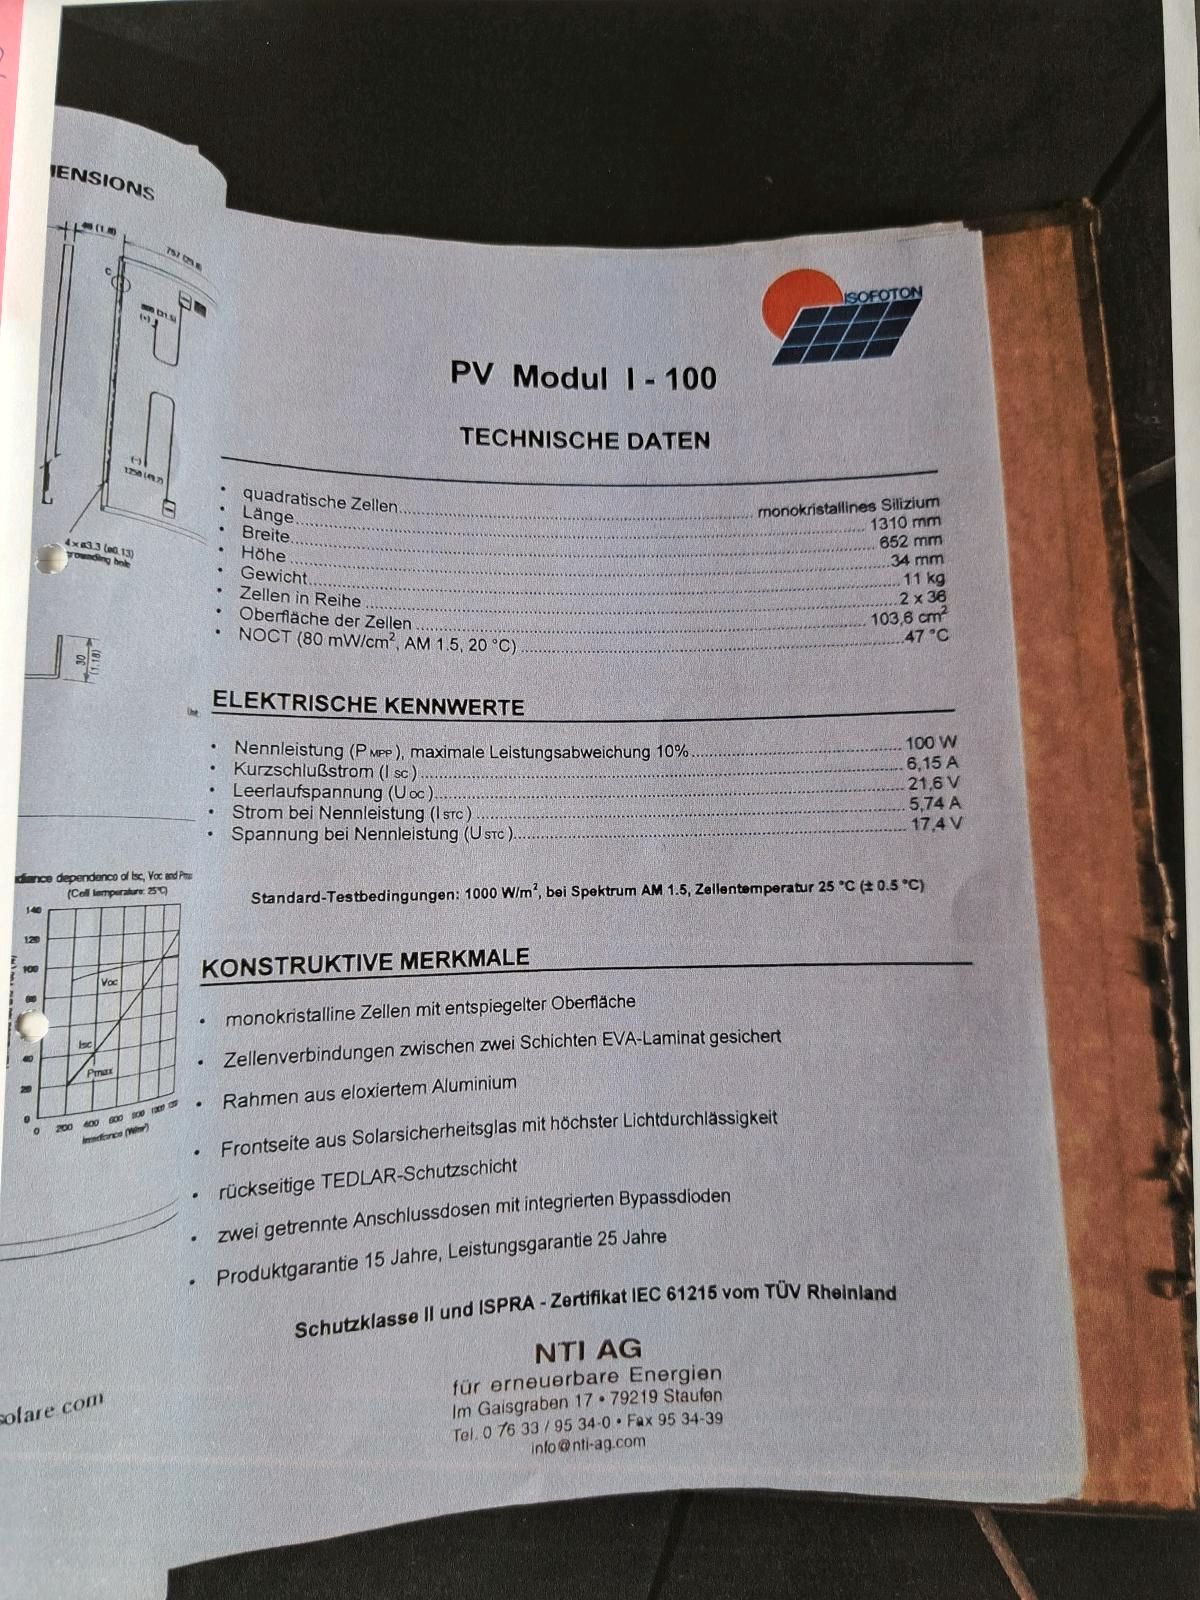 DIMENSIONS
757 (29.8)
C
(+)
(-)
1250 (49.2)
4×ø3.3 (ø0.13)
grounding hole
30
(1.18)
Isc, Voc and Pmax
(Cell temperature: 25°C)
140
120
100
80
40
20
0
Voc
Isc
Pmax
0 200 400 600 800 1000
Irradiance (W/m²)
solare com
ISOFOTON
PV Modul I - 100
TECHNISCHE DATEN
• quadratische Zellen monokristallines Silizium
• Länge 1310 mm
• Breite 652 mm
• Höhe 34 mm
• Gewicht 11 kg
• Zellen in Reihe 2 x 36
• Oberfläche der Zellen 103,6 cm²
• NOCT (80 mW/cm², AM 1.5, 20 °C) 47 °C
ELEKTRISCHE KENNWERTE
• Nennleistung (P MPP), maximale Leistungsabweichung 10% 100 W
• Kurzschlußstrom (I SC) 6,15 A
• Leerlaufspannung (U OC) 21,6 V
• Strom bei Nennleistung (I STC) 5,74 A
• Spannung bei Nennleistung (U STC) 17,4 V
Standard-Testbedingungen: 1000 W/m², bei Spektrum AM 1.5, Zellentemperatur 25 °C (± 0.5 °C)
KONSTRUKTIVE MERKMALE
• monokristalline Zellen mit entspiegelter Oberfläche
• Zellenverbindungen zwischen zwei Schichten EVA-Laminat gesichert
• Rahmen aus eloxiertem Aluminium
• Frontseite aus Solarsicherheitsglas mit höchster Lichtdurchlässigkeit
• rückseitige TEDLAR-Schutzschicht
• zwei getrennte Anschlussdosen mit integrierten Bypassdioden
• Produktgarantie 15 Jahre, Leistungsgarantie 25 Jahre
Schutzklasse II und ISPRA - Zertifikat IEC 61215 vom TÜV Rheinland
NTI AG
für erneuerbare Energien
Im Gaisgraben 17 • 79219 Staufen
Tel. 0 76 33 / 95 34-0 • Fax 95 34-39
info@nti-ag.com